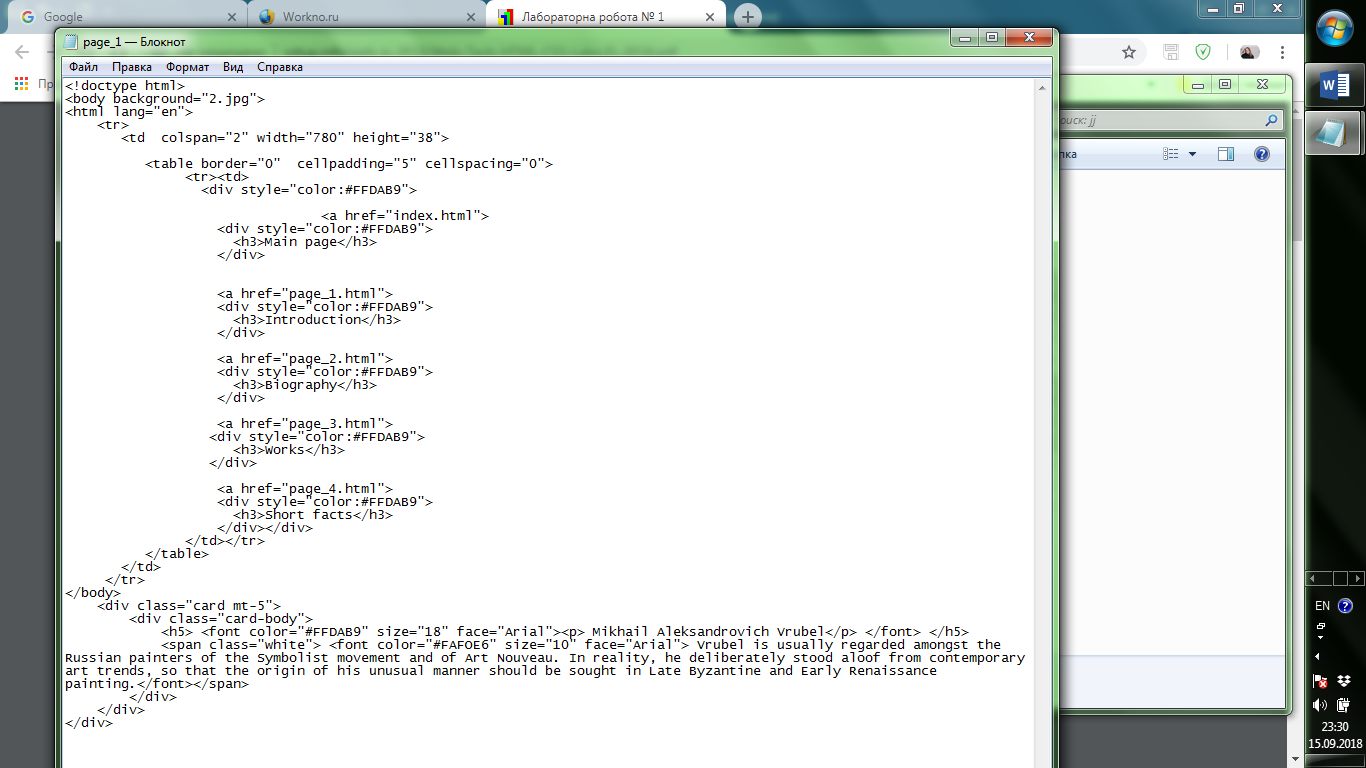 Google
Workno.ru
Лабораторна робота № 1
page_1 — Блокнот
Файл Правка Формат Вид Справка
<!doctype html>
<body background="2.jpg">
<html lang="en">
<tr>
<td  colspan="2" width="780" height="38">
<table border="0"  cellpadding="5" cellspacing="0">
<tr><td>
<div style="color:#FFDAB9">
<a href="index.html">
<div style="color:#FFDAB9">
<h3>Main page</h3>
</div>
<a href="page_1.html">
<div style="color:#FFDAB9">
<h3>Introduction</h3>
</div>
<a href="page_2.html">
<div style="color:#FFDAB9">
<h3>Biography</h3>
</div>
<a href="page_3.html">
<div style="color:#FFDAB9">
<h3>Works</h3>
</div>
<a href="page_4.html">
<div style="color:#FFDAB9">
<h3>Short facts</h3>
</div></div>
</td></tr>
</table>
</td>
</tr>
</body>
<div class="card mt-5">
<div class="card-body">
<h5> <font color="#FFDAB9" size="18" face="Arial"><p> Mikhail Aleksandrovich Vrubel</p> </font> </h5>
<span class="white"> <font color="#FAFOE6" size="10" face="Arial"> Vrubel is usually regarded amongst the
Russian painters of the Symbolist movement and of Art Nouveau. In reality, he deliberately stood aloof from contemporary
art trends, so that the origin of his unusual manner should be sought in Late Byzantine and Early Renaissance
painting.</font></span>
</div>
</div>
</div>
оиск: jj
пка
Пр
EN
23:30
15.09.2018